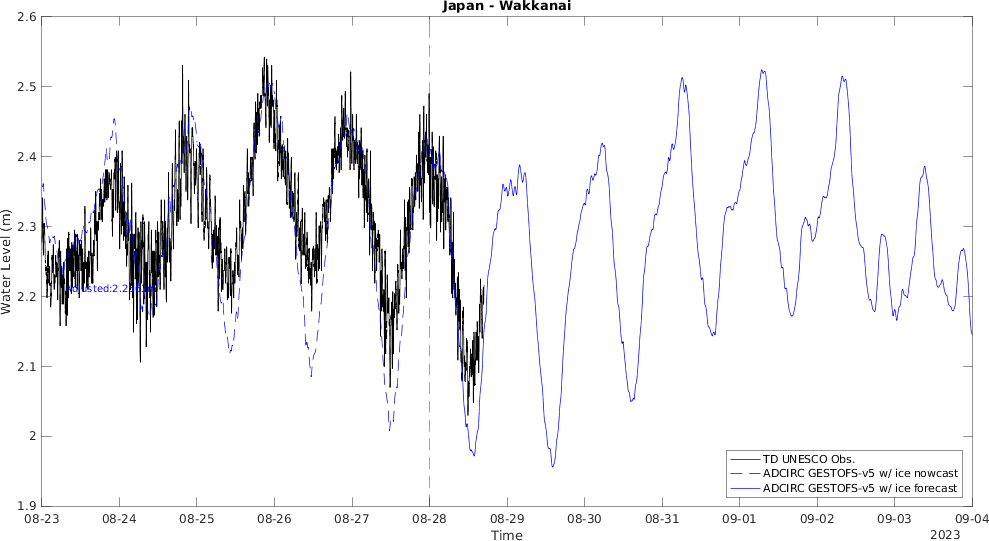 Japan - Wakkanai
2.6
2.5
2.4
2.3
2.2
2.1
2
1.9
Water Level (m)
TD UNESCO Obs.
ADCIRC GESTOFS-v5 w/ ice nowcast
ADCIRC GESTOFS-v5 w/ ice forecast
08-23 08-24 08-25 08-26 08-27 08-28 08-29 08-30 08-31 09-01 09-02 09-03 09-04
Time
2023